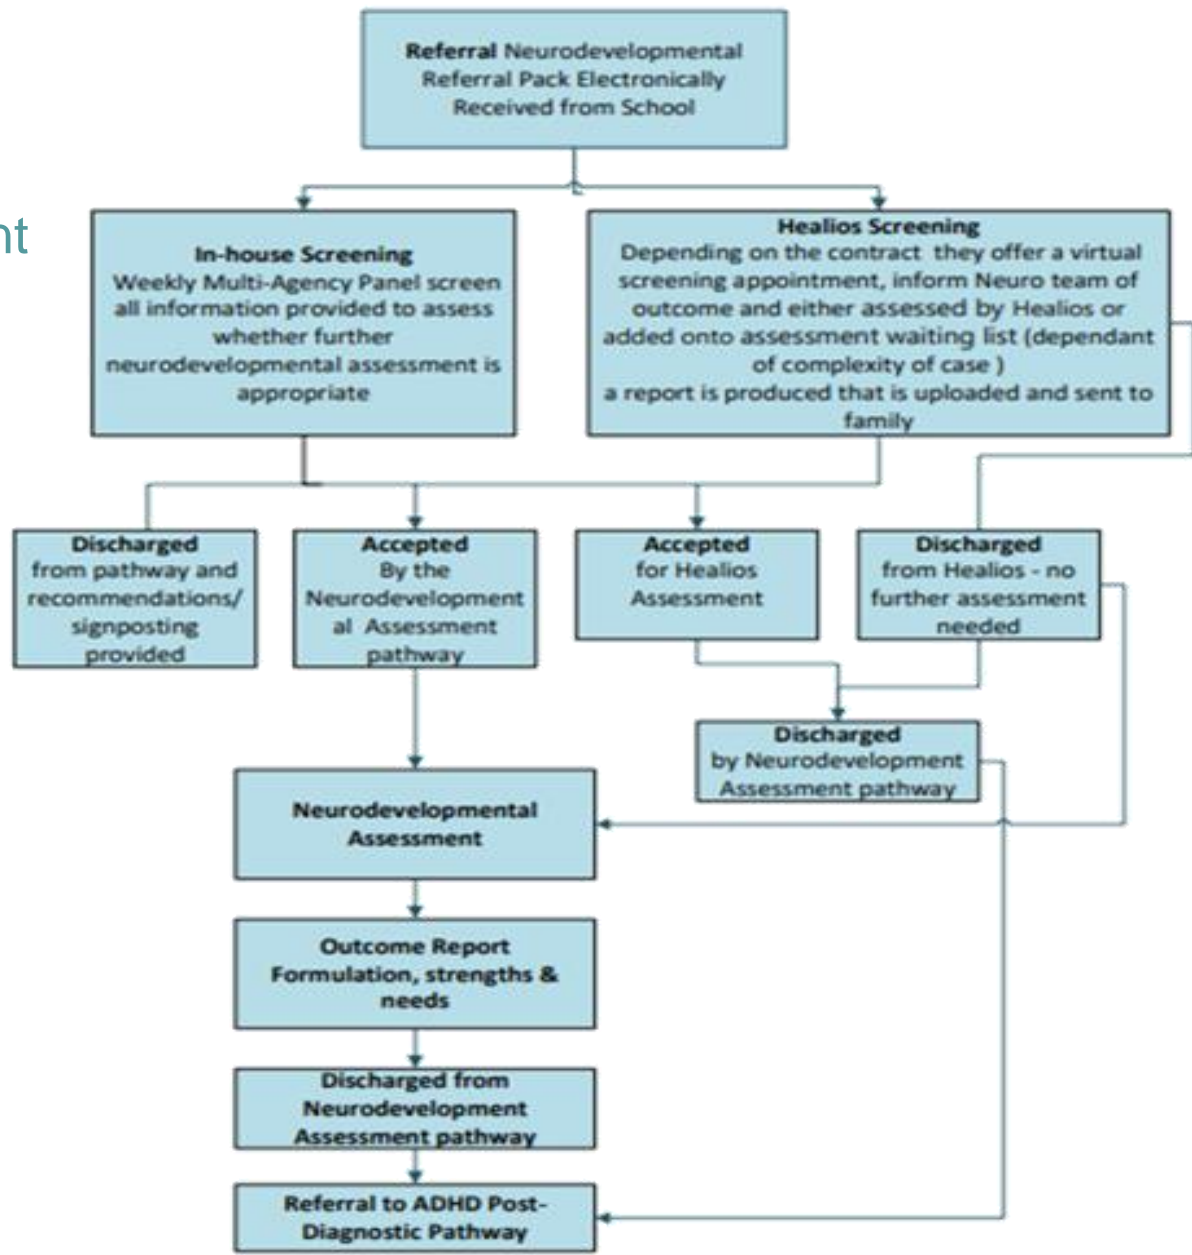 Referral Neurodevelopmental
Referral Pack Electronically
Received from School
nt
In-house Screening
Weekly Multi-Agency Panel screen
all information provided to assess
whether further
neurodevelopmental assessment is
appropriate
Healios Screening
Depending on the contract they offer a virtual
screening appointment, inform Neuro team of
outcome and either assessed by Healios or
added onto assessment waiting list (dependant
of complexity of case )
a report is produced that is uploaded and sent to
family
Discharged
from pathway and
recommendations/
signposting
provided
Accepted
By the
Neurodevelopment
al Assessment
pathway
Accepted
for Healios
Assessment
Discharged
from Healios - no
further assessment
needed
Discharged
by Neurodevelopment
Assessment pathway
Neurodevelopmental
Assessment
Outcome Report
Formulation, strengths &
needs
Discharged from
Neurodevelopment
Assessment pathway
Referral to ADHD Post-
Diagnostic Pathway